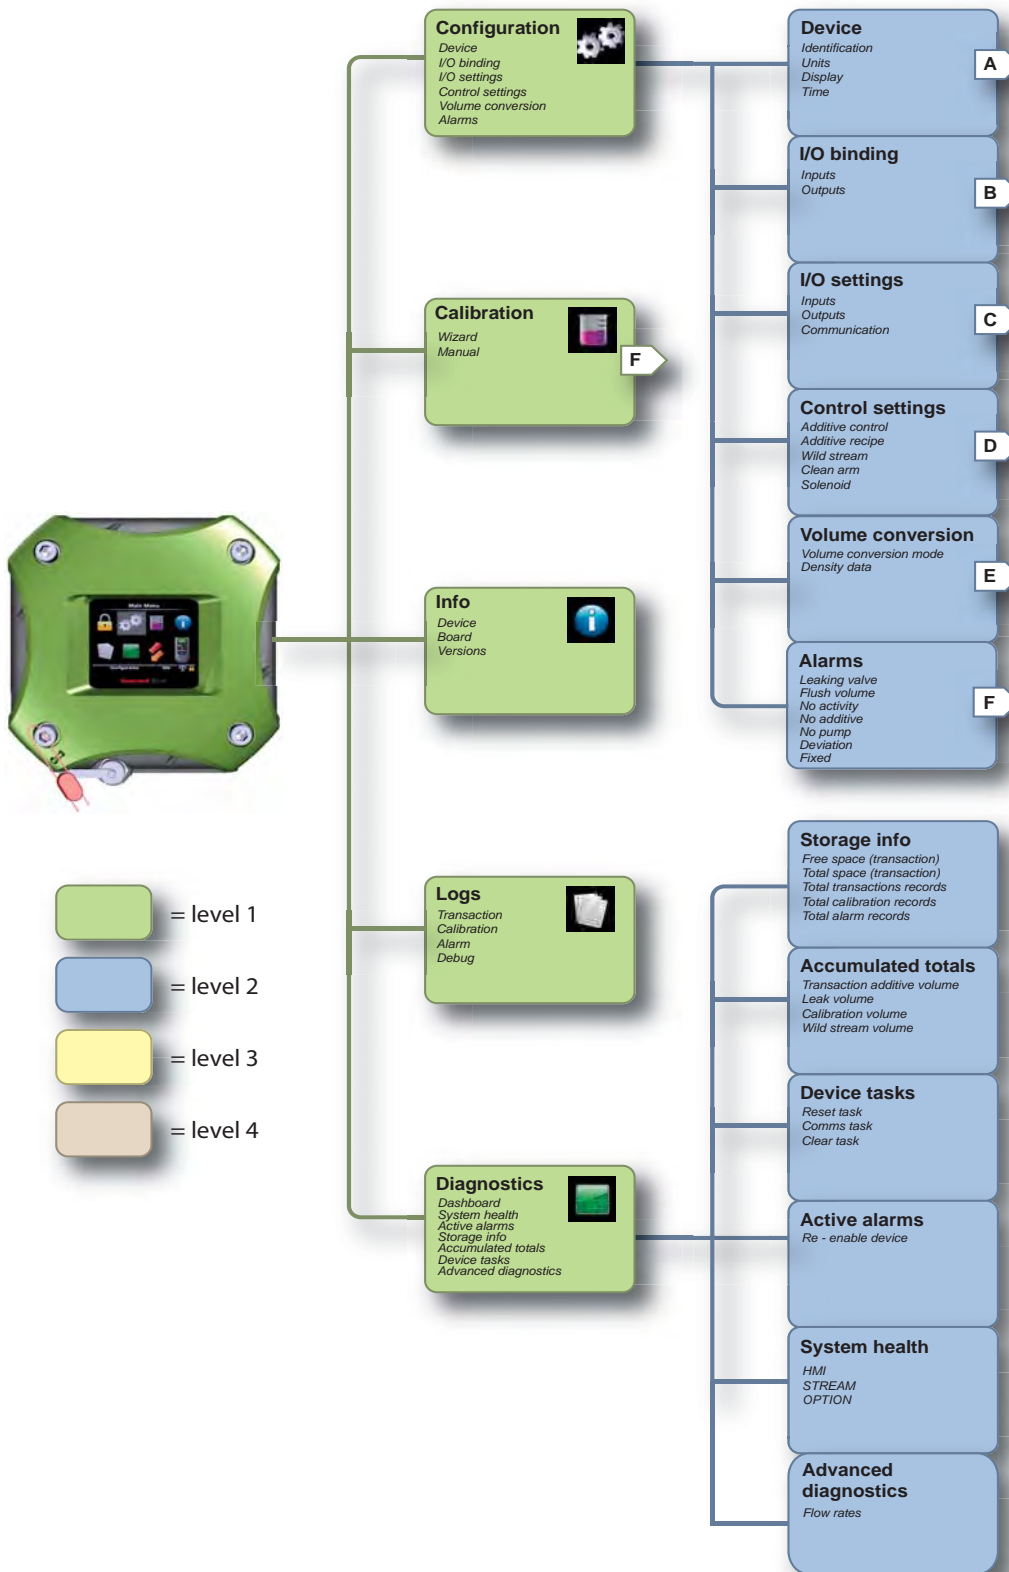 Configuration
Device
I/O binding
I/O settings
Control settings
Volume conversion
Alarms
Device
Identification
Units
Display
Time
A
I/O binding
Inputs
Outputs
B
I/O settings
Inputs
Outputs
Communication
C
Calibration
Wizard
Manual
F
Control settings
Additive control
Additive recipe
Wild stream
Clean arm
Solenoid
D
Volume conversion
Volume conversion mode
Density data
E
Main Menu
Configuration
Honeywell
Info
Device
Board
Versions
Alarms
Leaking valve
Flush volume
No activity
No additive
No pump
Deviation
Fixed
F
= level 1
= level 2
= level 3
= level 4
Logs
Transaction
Calibration
Alarm
Debug
Storage info
Free space (transaction)
Total space (transaction)
Total transactions records
Total calibration records
Total alarm records
Accumulated totals
Transaction additive volume
Leak volume
Calibration volume
Wild stream volume
Device tasks
Reset task
Comms task
Clear task
Diagnostics
Dashboard
System health
Active alarms
Storage info
Accumulated totals
Device tasks
Advanced diagnostics
Active alarms
Re - enable device
System health
HMI
STREAM
OPTION
Advanced
diagnostics
Flow rates